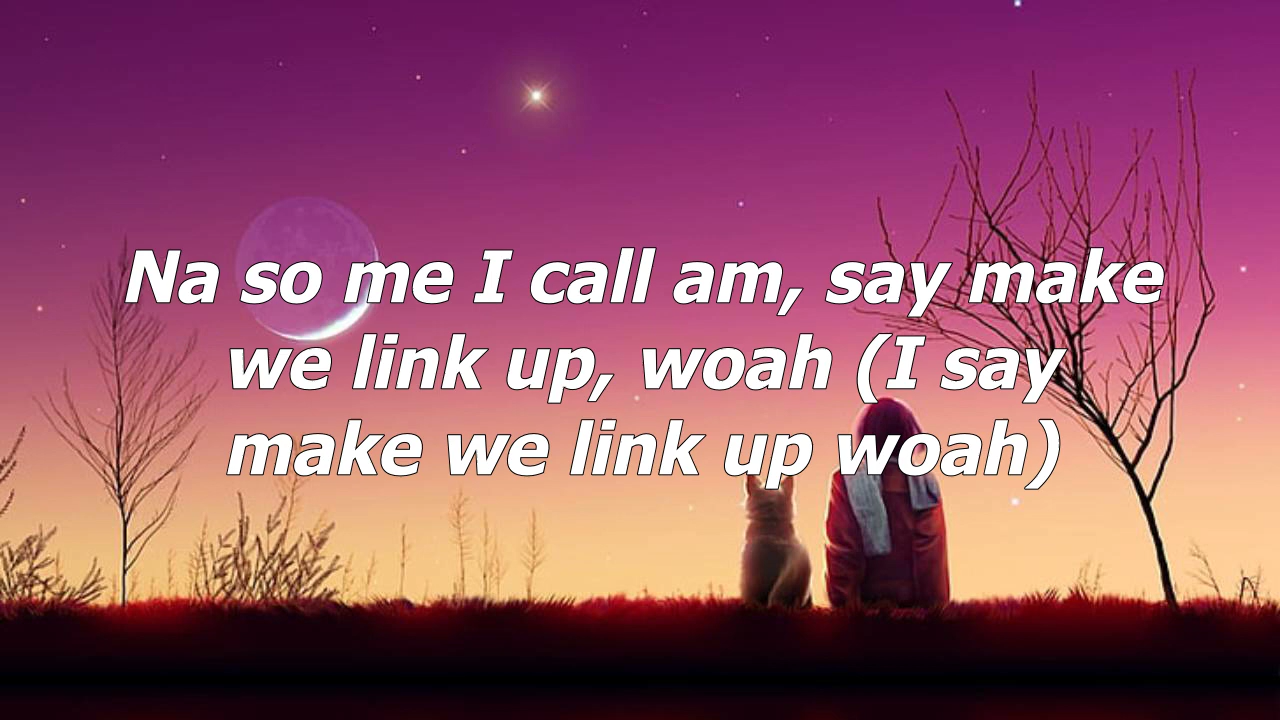 Na so me I call am, say make
we link up, woah (I say
make we link up woah)